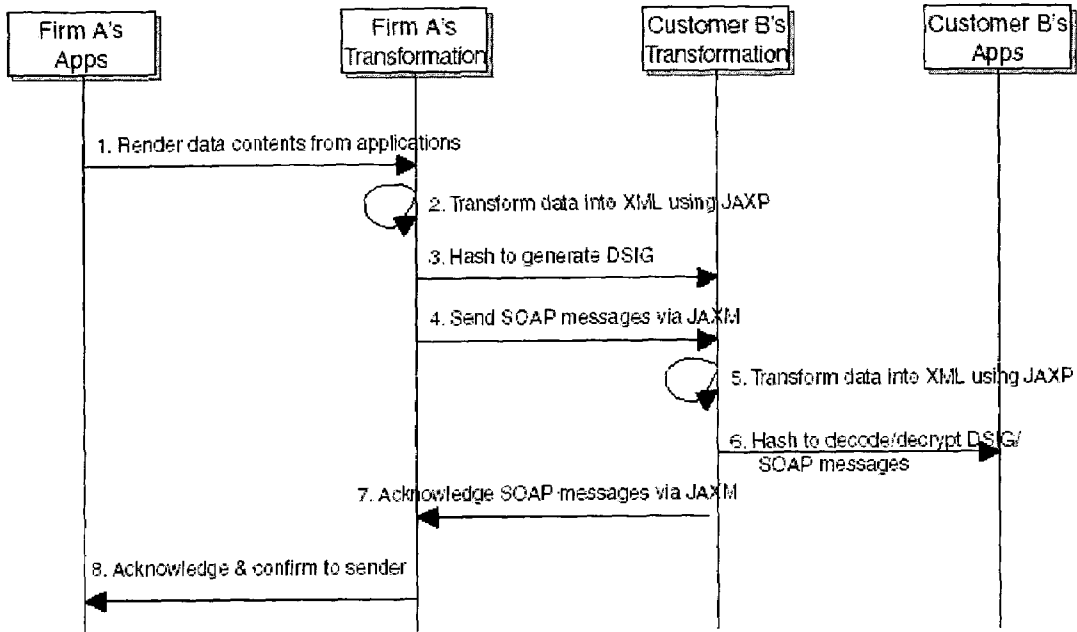 Firm A's
Apps
Firm A's
Transformation
Customer B's
Transformation
Customer B's
Apps
1. Render data contents from applications
2. Transform data into XML using JAXP
3. Hash to generate DSIG
4. Send SOAP messages via JAXM
5. Transform data into XML using JAXP
6. Hash to decode/decrypt DSIG/
SOAP messages
7. Acknowledge SOAP messages via JAXM
8. Acknowledge & confirm to sender